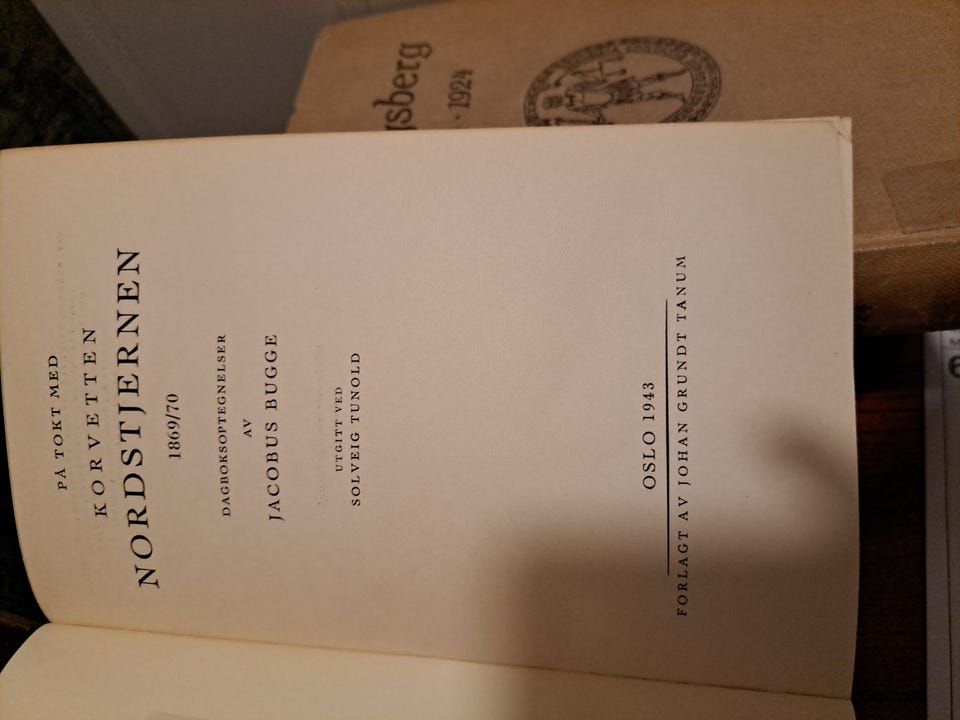 PÅ TOKT MED
KORVETTEN
NORDSTJERNEN
1869/70
DAGBOKSOPTEGNELSER
AV
JACOBUS BUGGE
UTGITT VED
SOLVEIG TUNOLD
OSLO 1943
FORLAGT AV JOHAN GRUNDT TANUM
gsberg
· 1924